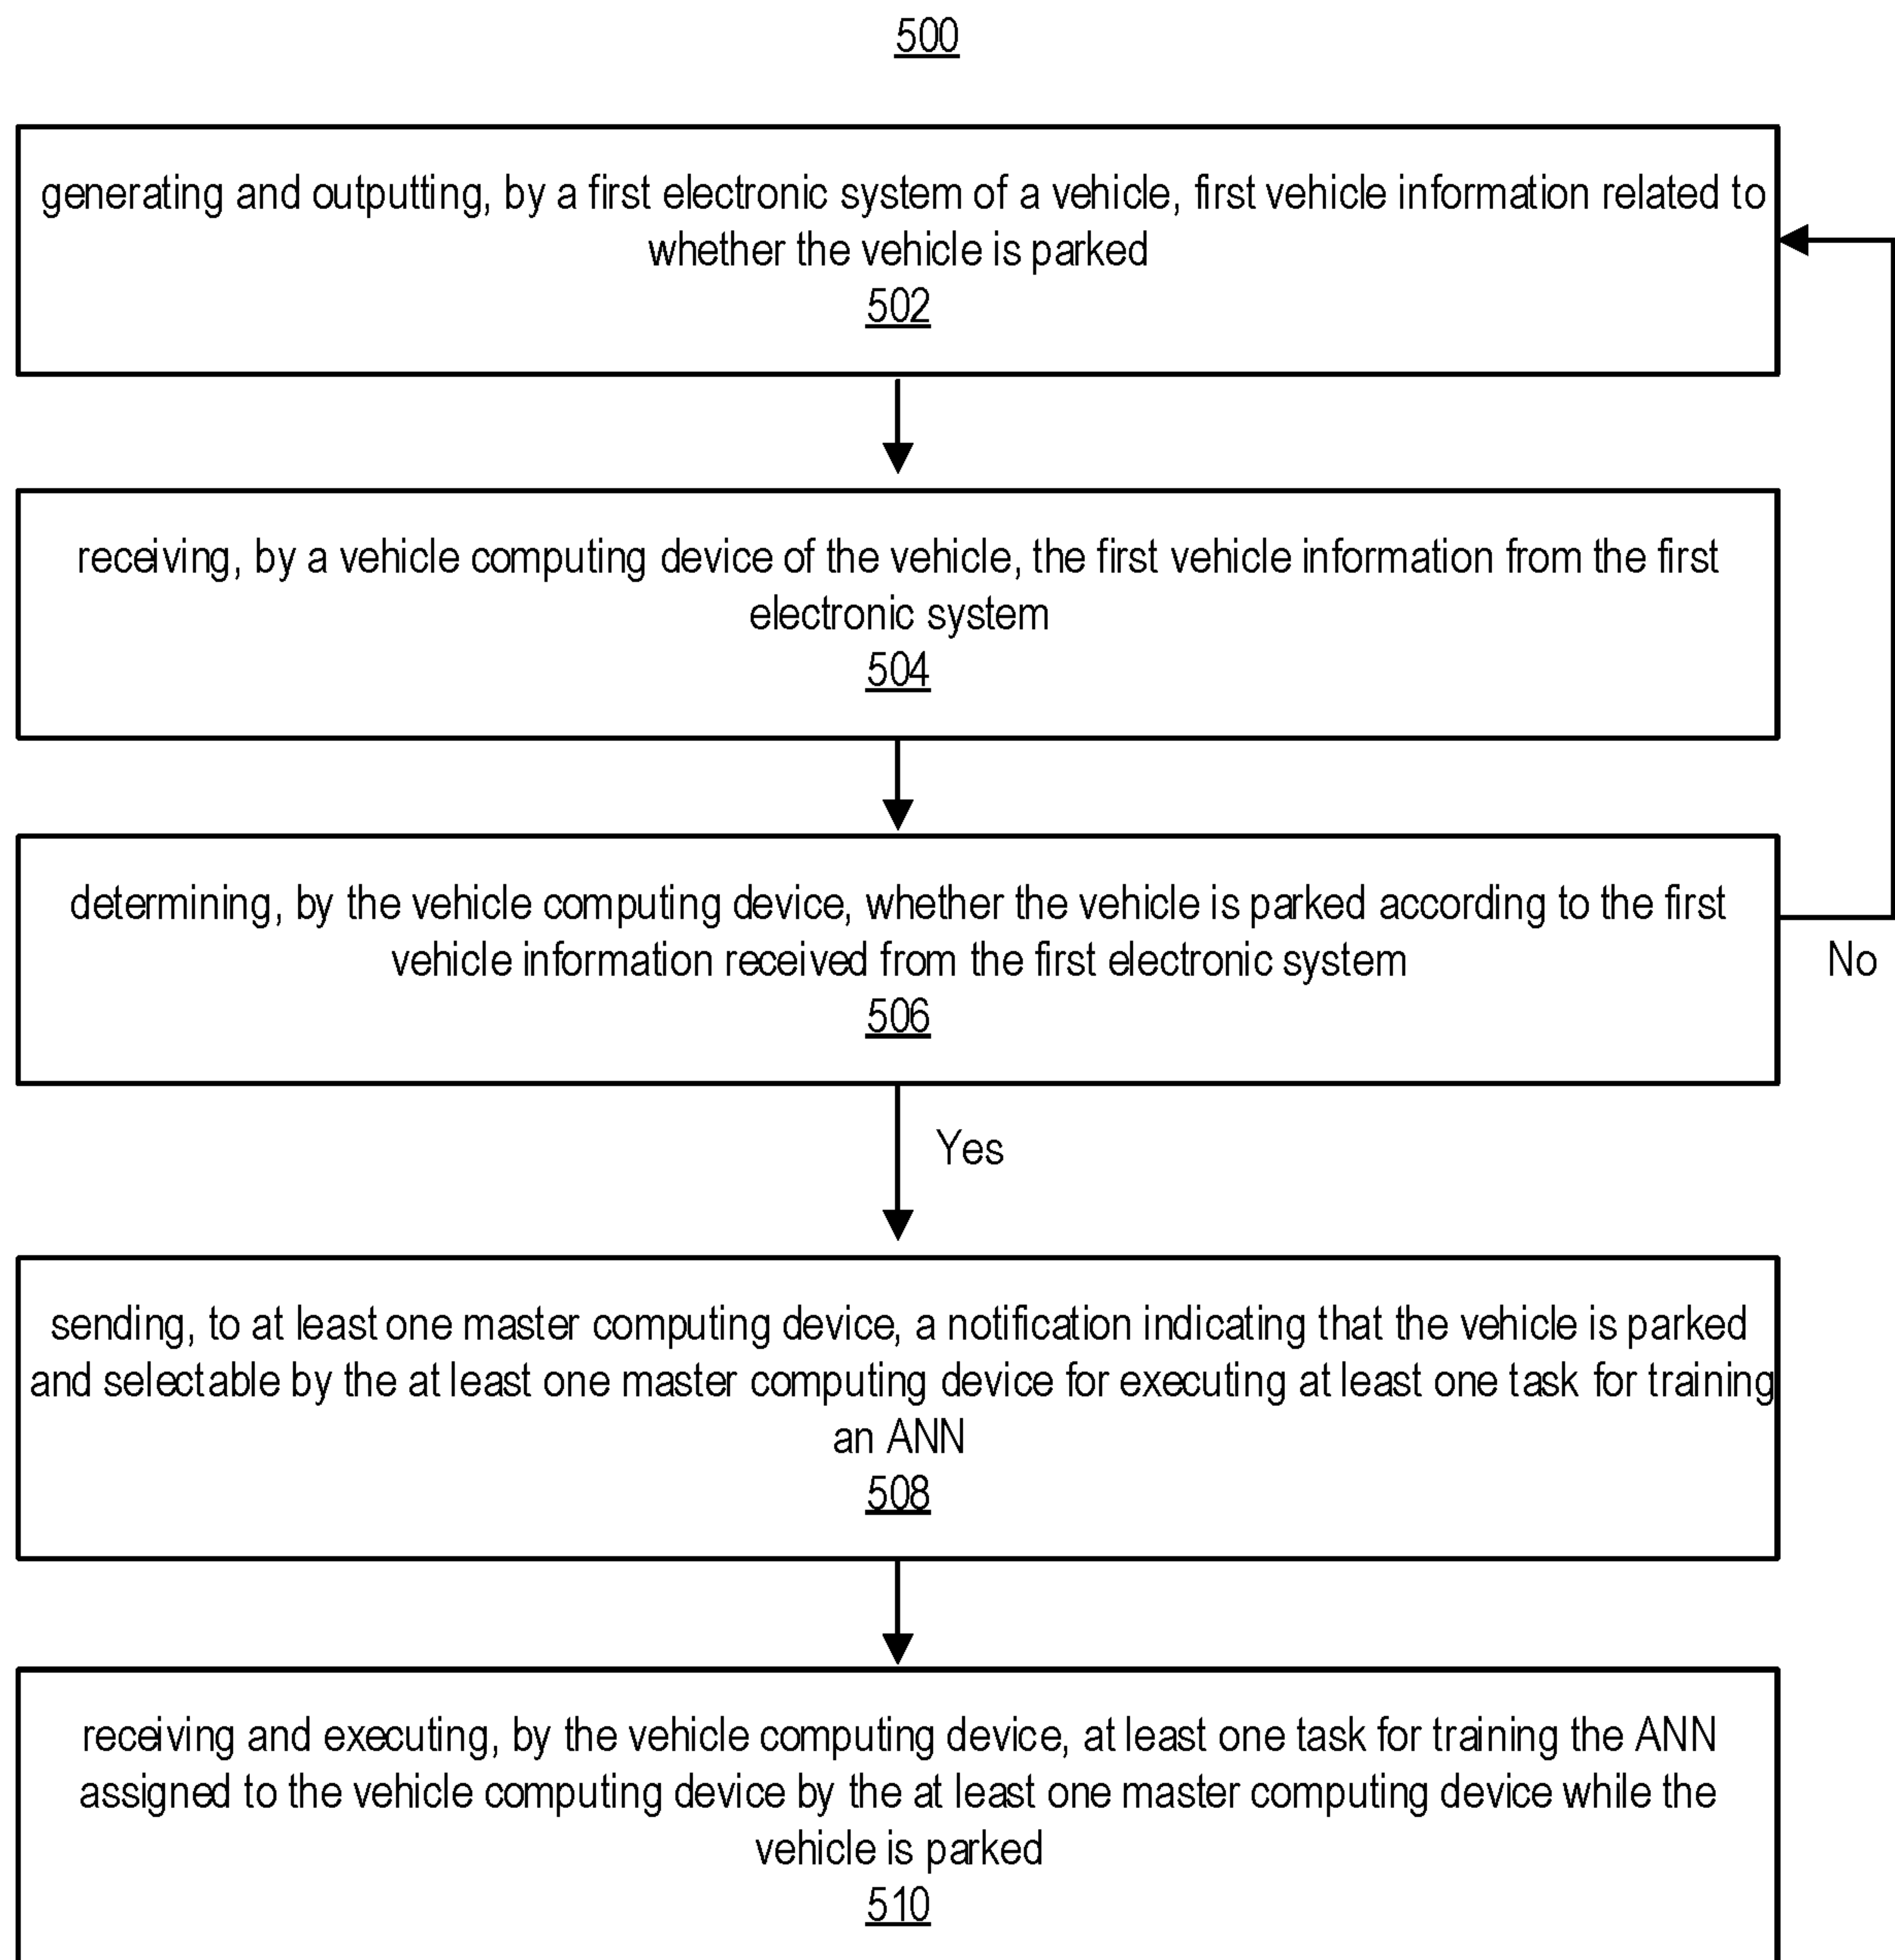 500
generating and outputting, by a first electronic system of a vehicle, first vehicle information related to
whether the vehicle is parked
502
receiving, by a vehicle computing device of the vehicle, the first vehicle information from the first
electronic system
504
determining, by the vehicle computing device, whether the vehicle is parked according to the first
vehicle information received from the first electronic system
506
No
Yes
sending, to at least one master computing device, a notification indicating that the vehicle is parked
and selectable by the at least one master computing device for executing at least one task for training
an ANN
508
receiving and executing, by the vehicle computing device, at least one task for training the ANN
assigned to the vehicle computing device by the at least one master computing device while the
vehicle is parked
510